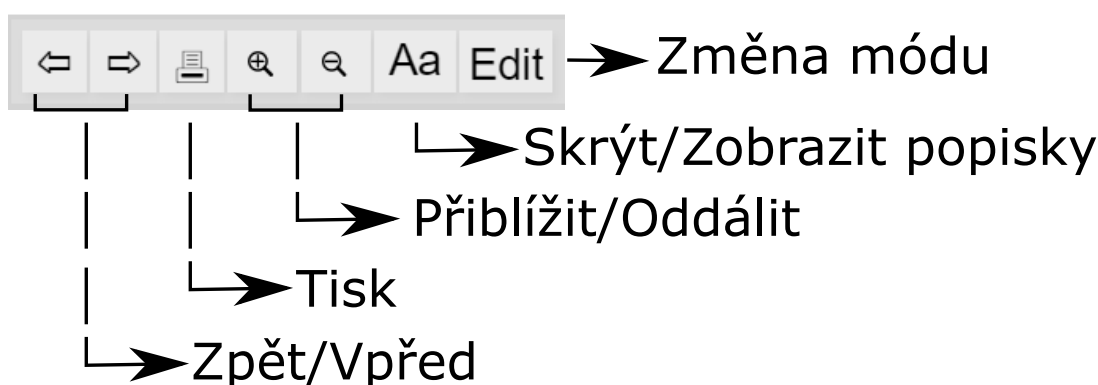 Aa Edit Změna módu
Skrýt/Zobrazit popisky
Přiblížit/Oddálit
Tisk
Zpět/Vpřed